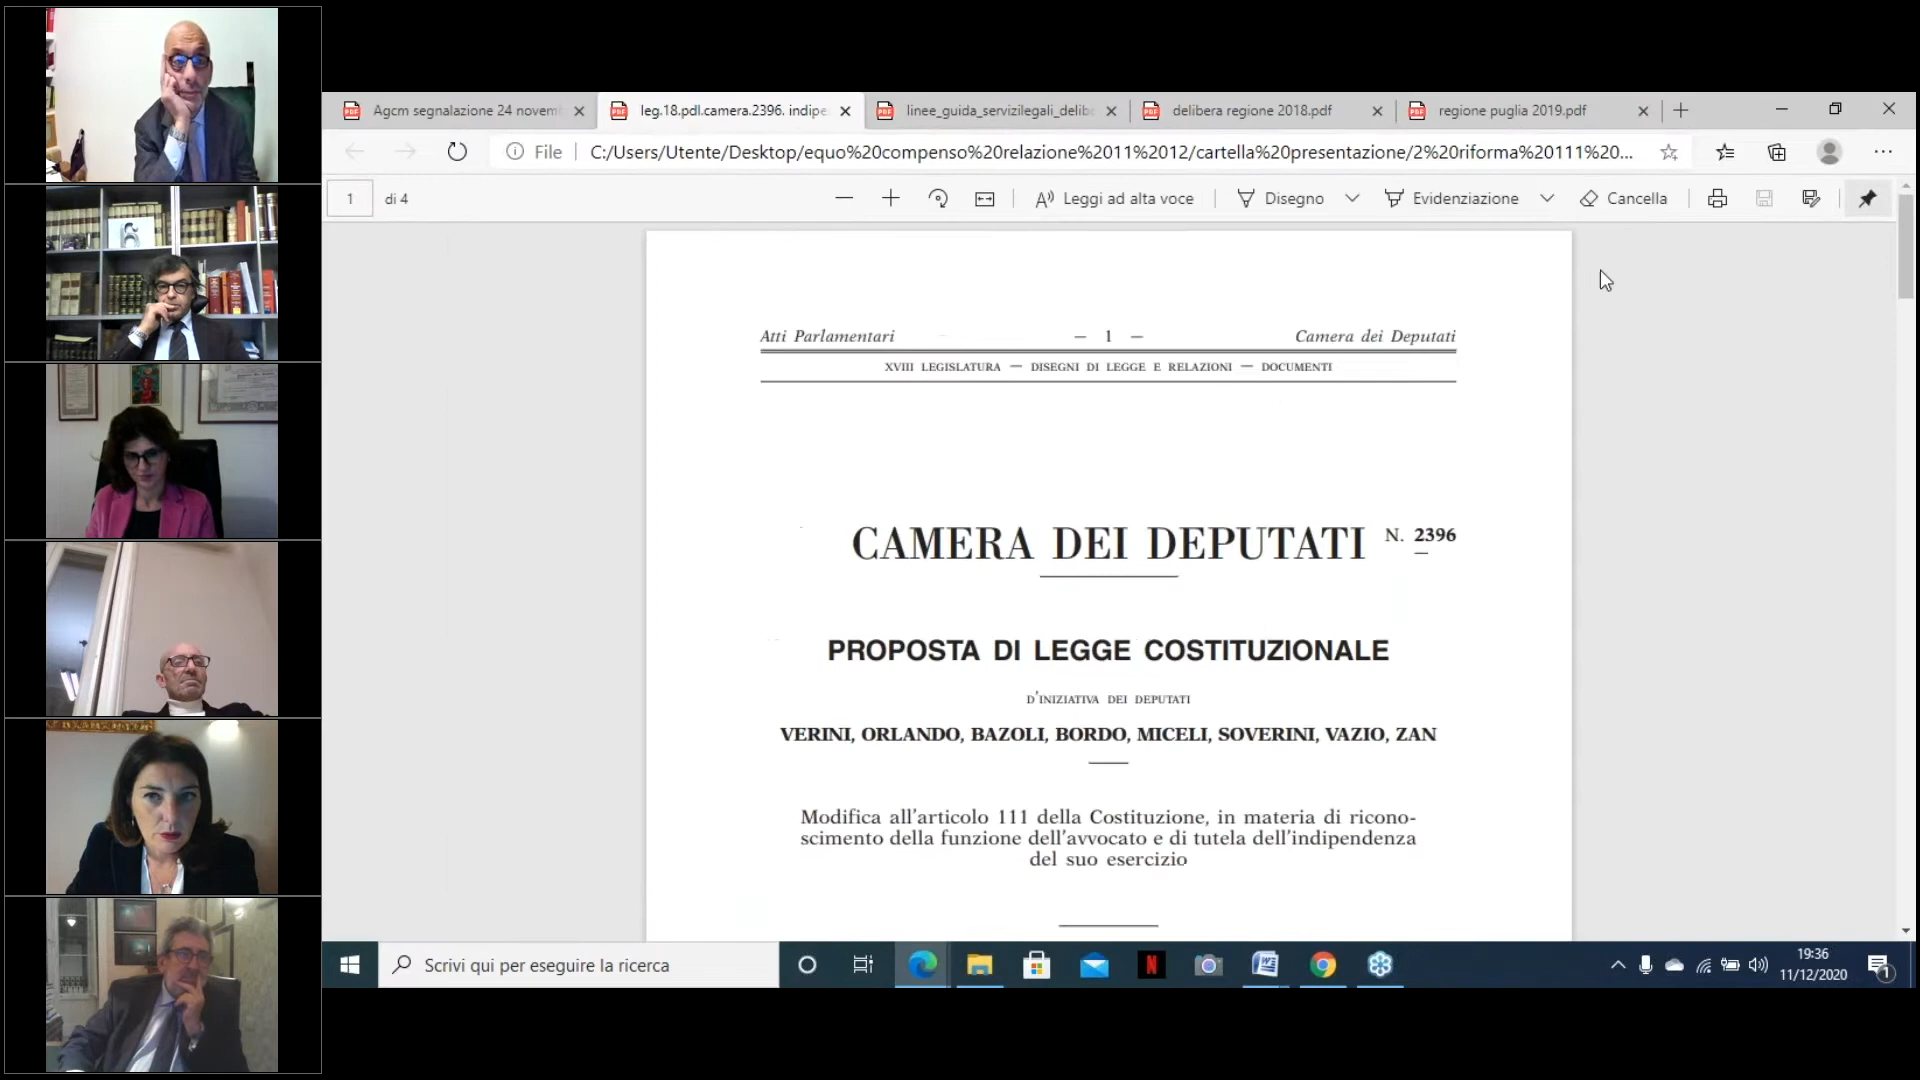 Agcm segnalazione 24 novem
leg.18.pdl.camera.2396. indipe
linee_guida_servizilegali_delib
delibera regione 2018.pdf
regione puglia 2019.pdf
File
C:/Users/Utente/Desktop/equo%20compenso%20relazione%2011%2012/cartella%20presentazione/2%20riforma%20111%20...
1 di 4
Leggi ad alta voce
Disegno
Evidenziazione
Cancella
Atti Parlamentari — 1 — Camera dei Deputati
XVIII LEGISLATURA — DISEGNI DI LEGGE E RELAZIONI — DOCUMENTI
CAMERA DEI DEPUTATI N. 2396
PROPOSTA DI LEGGE COSTITUZIONALE
D'INIZIATIVA DEI DEPUTATI
VERINI, ORLANDO, BAZOLI, BORDO, MICELI, SOVERINI, VAZIO, ZAN
Modifica all'articolo 111 della Costituzione, in materia di ricono-
scimento della funzione dell'avvocato e di tutela dell'indipendenza
del suo esercizio
Scrivi qui per eseguire la ricerca
19:36
11/12/2020
1